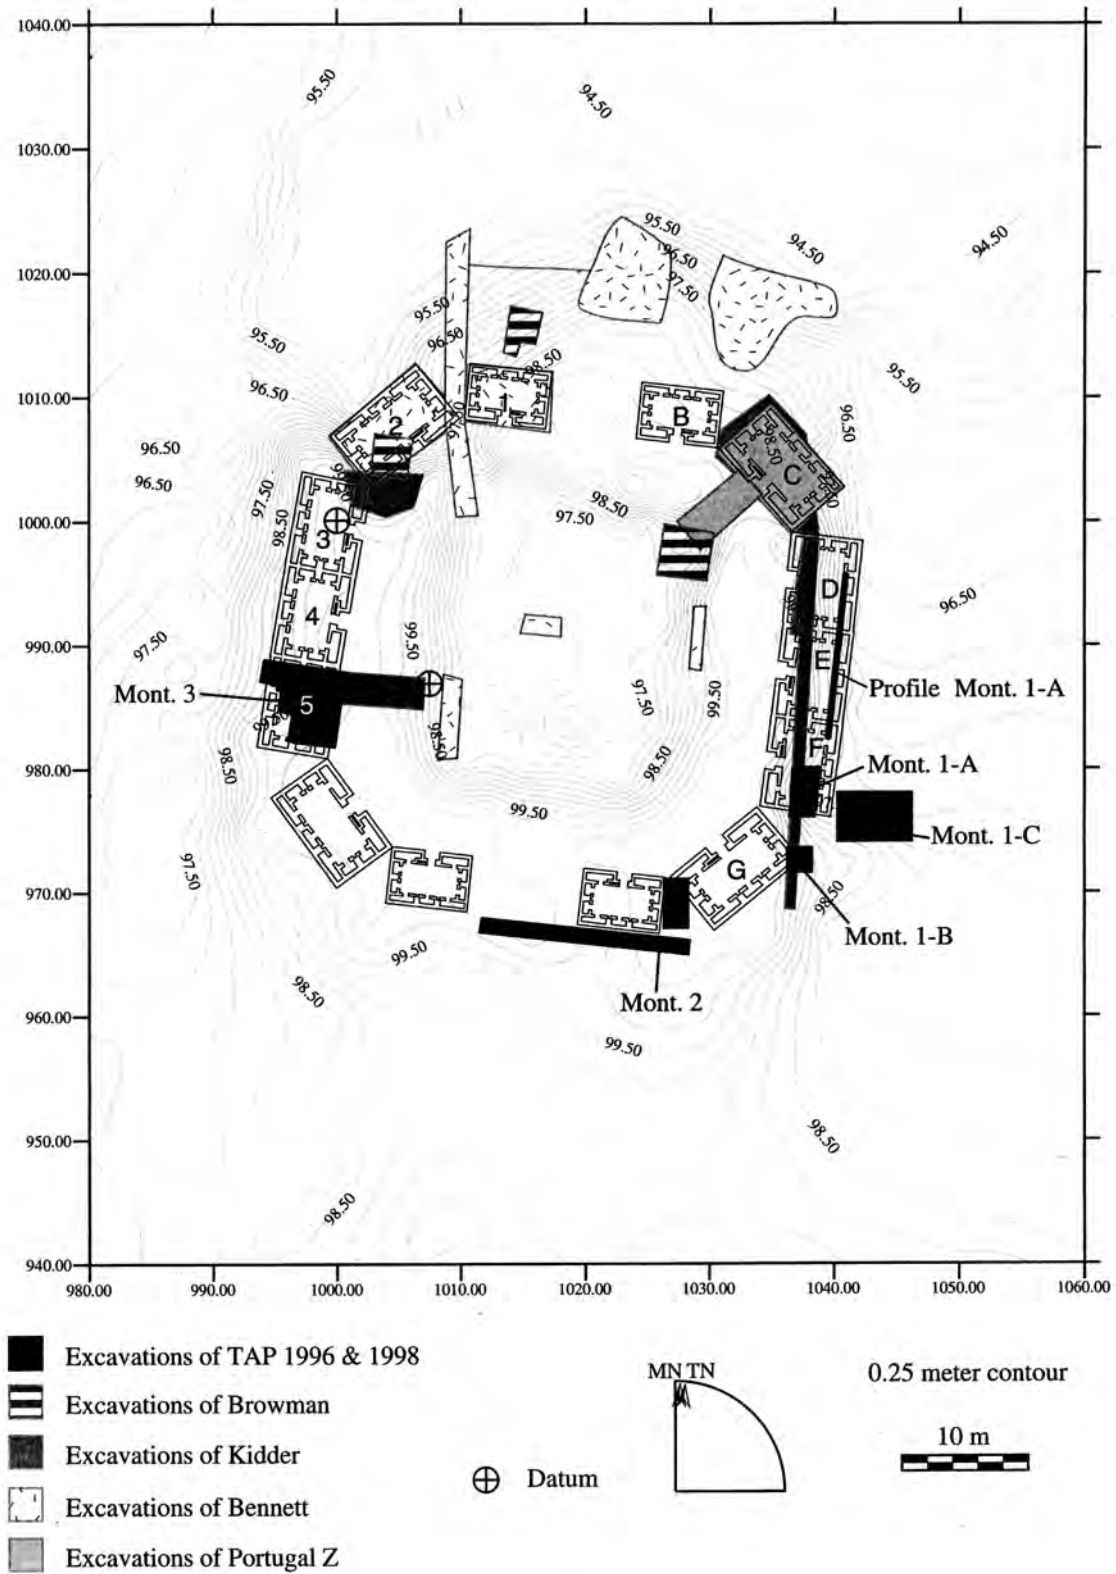 1040.00
95.50
94.50
1030.00
95.50
94.50
94.50
96.50
1020.00
97.50
95.50
95.50
96.50
98.50
95.50
96.50
1010.00
1
B
96.50
2
97.50
98.50
C
96.50
96.50
97.50
98.50
1000.00
98.50
97.50
3
D
96.50
4
97.50
990.00
99.50
E
Mont. 3
5
97.50
99.50
Profile Mont. 1-A
98.50
F
98.50
98.50
980.00
Mont. 1-A
99.50
Mont. 1-C
97.50
G
970.00
98.50
Mont. 1-B
99.50
98.50
Mont. 2
960.00
99.50
950.00
98.50
98.50
940.00
980.00 990.00 1000.00 1010.00 1020.00 1030.00 1040.00 1050.00 1060.00
Excavations of TAP 1996 & 1998
Excavations of Browman
Excavations of Kidder
Excavations of Bennett
Excavations of Portugal Z
Datum
MN TN
0.25 meter contour
10 m